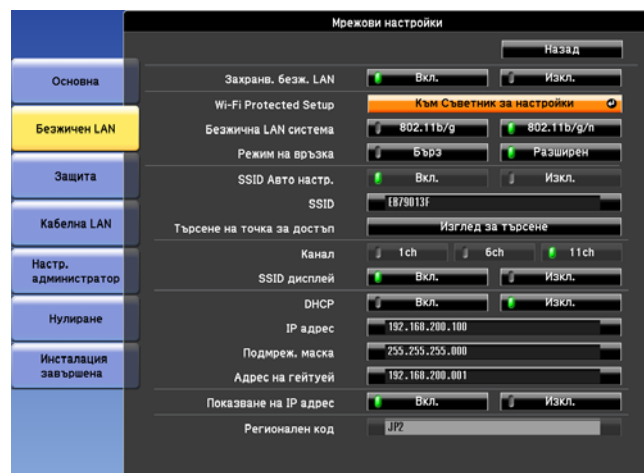 Мрежови настройки
Назад
Основна
Безжичен LAN
Защита
Кабелна LAN
Настр.
администратор
Нулиране
Инсталация
завършена
Захранв. безж. LAN Вкл. Изкл.
Wi-Fi Protected Setup Към Съветник за настройки
Безжична LAN система 802.11b/g 802.11b/g/n
Режим на връзка Бърз Разширен
SSID Авто настр. Вкл. Изкл.
SSID EB79013F
Търсене на точка за достъп Изглед за търсене
Канал 1ch 6ch 11ch
SSID дисплей Вкл. Изкл.
DHCP Вкл. Изкл.
IP адрес 192.168.200.100
Подмреж. маска 255.255.255.000
Адрес на гейтуей 192.168.200.001
Показване на IP адрес Вкл. Изкл.
Регионален код JP2